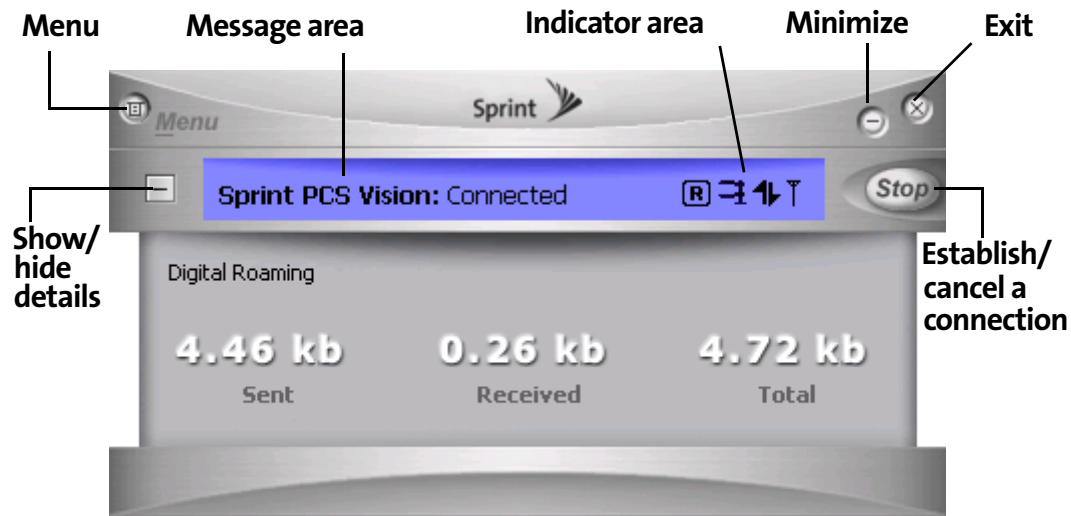 Menu
Message area
Indicator area
Minimize
Exit
Menu
Sprint
Sprint PCS Vision: Connected
R
Stop
Show/
hide
details
Establish/
cancel a
connection
Digital Roaming
4.46 kb
0.26 kb
4.72 kb
Sent
Received
Total